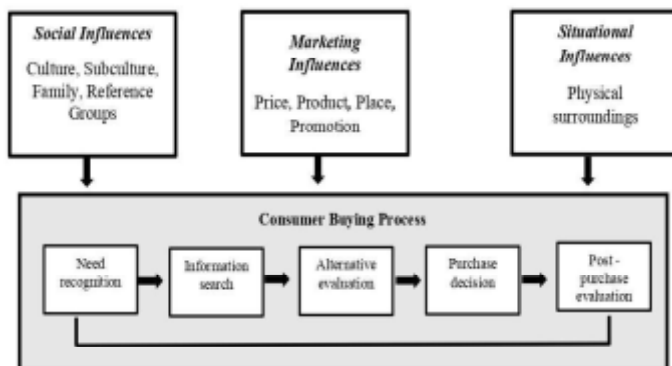 Social Influences
Culture, Subculture,
Family, Reference
Groups
Marketing
Influences
Price, Product, Place,
Promotion
Situational
Influences
Physical
surroundings
Consumer Buying Process
Need
recognition
Information
search
Alternative
evaluation
Purchase
decision
Post -
purchase
evaluation